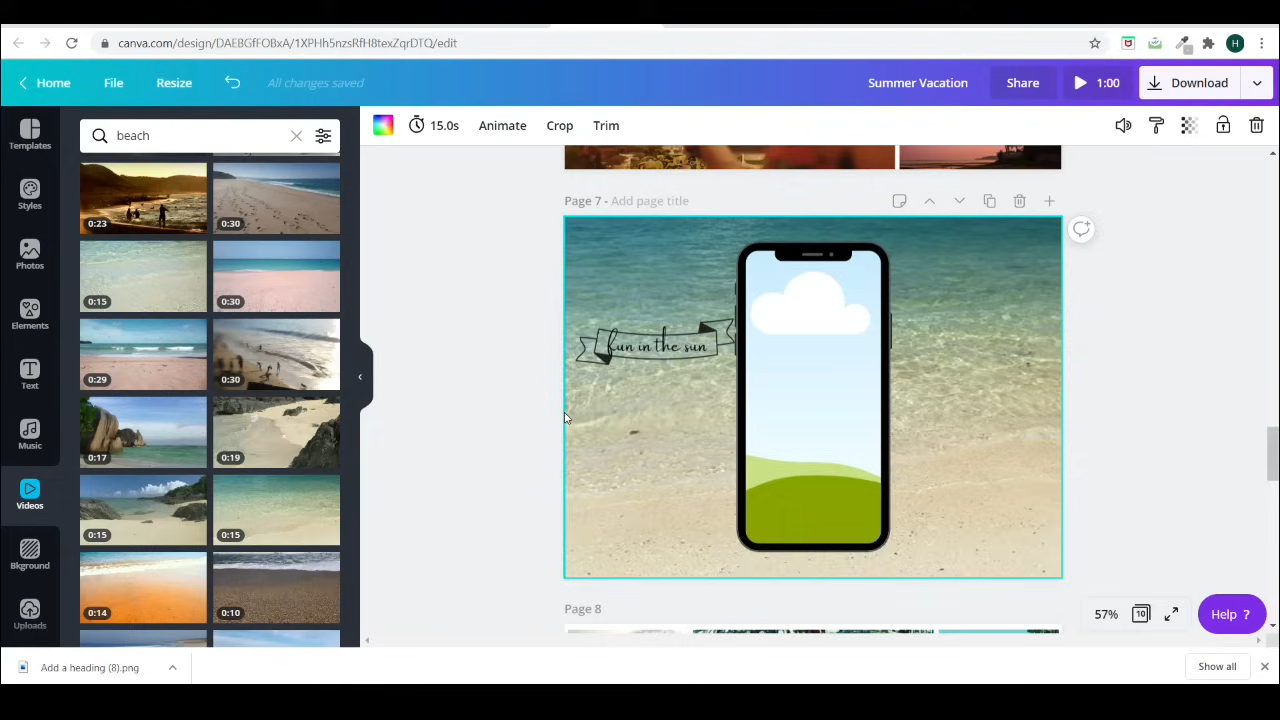 canva.com/design/DAEBGfFOBxA/1XPHh5nzsRfH8texZqrDTQ/edit
H
Home
File
Resize
All changes saved
Summer Vacation
Share
1:00
Download
Templates
Styles
Photos
Elements
Text
Music
Videos
Bkground
Uploads
beach
0:23
0:30
0:15
0:30
0:29
0:30
0:17
0:19
0:15
0:15
0:14
0:10
15.0s
Animate
Crop
Trim
Page 7 - Add page title
fun in the sun
Page 8
57%
10
Help ?
Add a heading (8).png
Show all